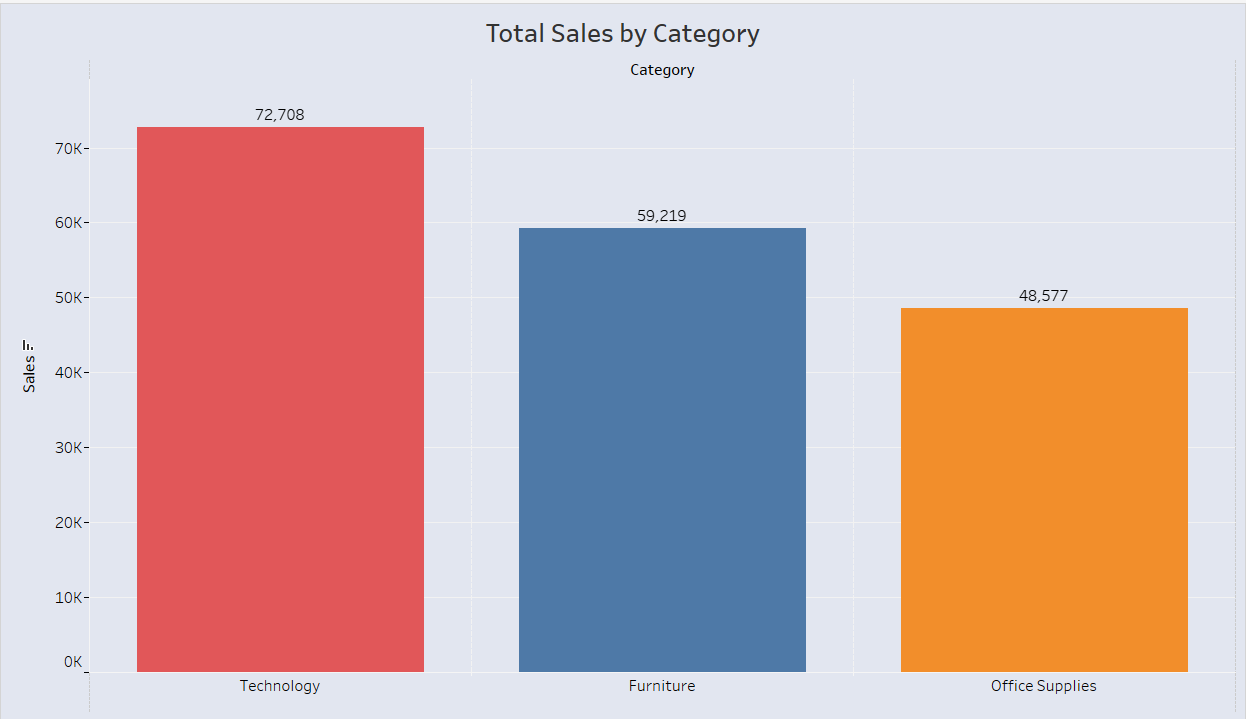 Total Sales by Category
Category
72,708
70K
60K
59,219
50K
48,577
Sales
40K
30K
20K
10K
0K
Technology
Furniture
Office Supplies